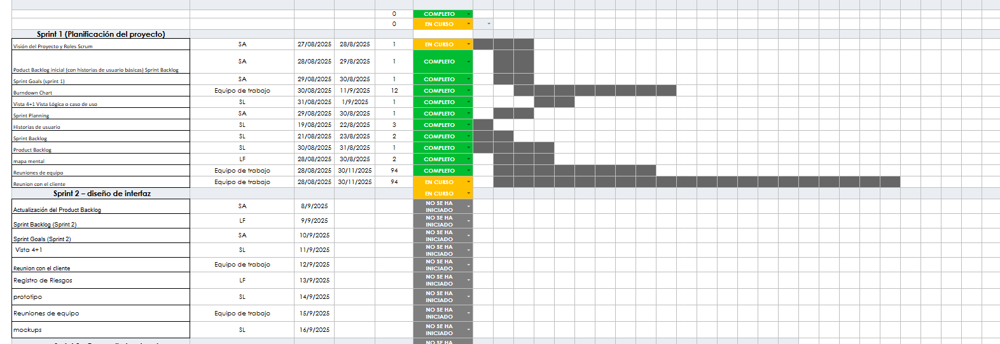 0 COMPLETO
0 EN CURSO
Sprint 1 (Planificación del proyecto)
Visión del Proyecto y Roles Scrum SA 27/08/2025 28/8/2025 1 EN CURSO
Poduct Backlog inicial (con historias de usuario básicas) Sprint Backlog SA 28/08/2025 29/8/2025 1 COMPLETO
Sprint Goals (sprint 1) SA 29/08/2025 30/8/2025 1 COMPLETO
Burndown Chart Equipo de trabajo 30/08/2025 11/9/2025 12 COMPLETO
Vista 4+1 Vista Lógica o caso de uso SL 31/08/2025 1/9/2025 1 COMPLETO
Sprint Planning SA 29/08/2025 30/8/2025 1 COMPLETO
Historias de usuario SL 19/08/2025 22/8/2025 3 COMPLETO
Sprint Backlog SL 21/08/2025 23/8/2025 2 COMPLETO
Product Backlog SL 30/08/2025 31/8/2025 1 COMPLETO
mapa mental LF 28/08/2025 30/8/2025 2 COMPLETO
Reuniones de equipo Equipo de trabajo 28/08/2025 30/11/2025 94 COMPLETO
Reunion con el cliente Equipo de trabajo 28/08/2025 30/11/2025 94 EN CURSO
Sprint 2 – diseño de interfaz EN CURSO
Actualización del Product Backlog SA 8/9/2025 NO SE HA INICIADO
Sprint Backlog (Sprint 2) LF 9/9/2025 NO SE HA INICIADO
Sprint Goals (Sprint 2) SA 10/9/2025 NO SE HA INICIADO
Vista 4+1 SL 11/9/2025 NO SE HA INICIADO
Reunion con el cliente Equipo de trabajo 12/9/2025 NO SE HA INICIADO
Registro de Riesgos LF 13/9/2025 NO SE HA INICIADO
prototipo SL 14/9/2025 NO SE HA INICIADO
Reuniones de equipo Equipo de trabajo 15/9/2025 NO SE HA INICIADO
mockups SL 16/9/2025 NO SE HA INICIADO
NO SE HA